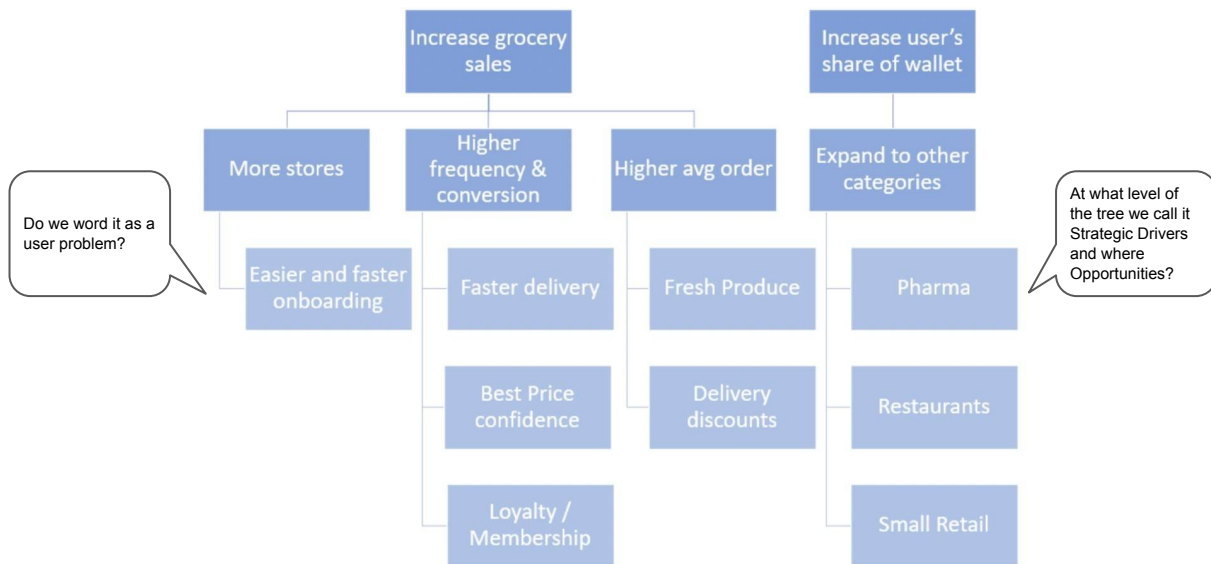 Increase grocery
sales
Increase user’s
share of wallet
More stores
Higher
frequency &
conversion
Higher avg order
Expand to other
categories
Do we word it as a
user problem?
At what level of
the tree we call it
Strategic Drivers
and where
Opportunities?
Easier and faster
onboarding
Faster delivery
Fresh Produce
Pharma
Best Price
confidence
Delivery
discounts
Restaurants
Loyalty /
Membership
Small Retail